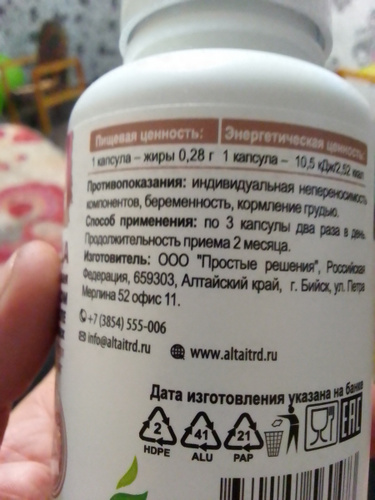 Пищевая ценность: Энергетическая ценность:
1 капсула – жиры 0,28 г 1 капсула – 10,5 кДж/2,52 ккал
Противопоказания: индивидуальная непереносимость
компонентов, беременность, кормление грудью.
Способ применения: по 3 капсулы два раза в день.
Продолжительность приема 2 месяца.
Изготовитель: ООО "Простые решения", Российская
Федерация, 659303, Алтайский край, г. Бийск, ул. Петра
Мерлина 52 офис 11.
+7 (3854) 555-006
info@altaitrd.ru www.altaitrd.ru
Дата изготовления указана на банке
2 41 21 EAC
HDPE ALU PAP